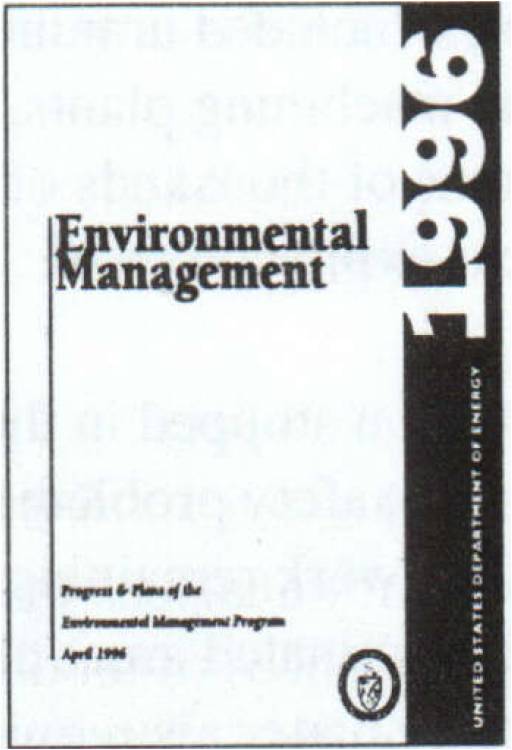 Environmental
Management
Progress & Plans of the
Environmental Management Program
April 1996
1996
UNITED STATES DEPARTMENT OF ENERGY